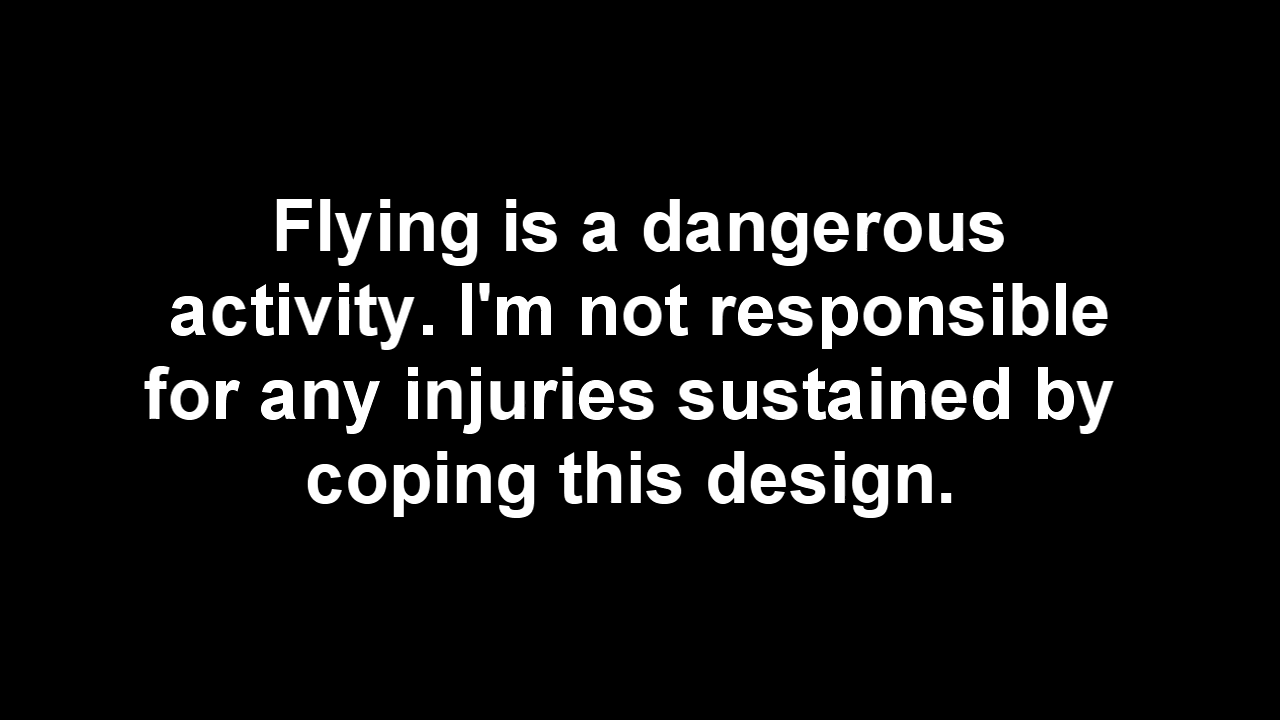 Flying is a dangerous
activity. I'm not responsible
for any injuries sustained by
coping this design.